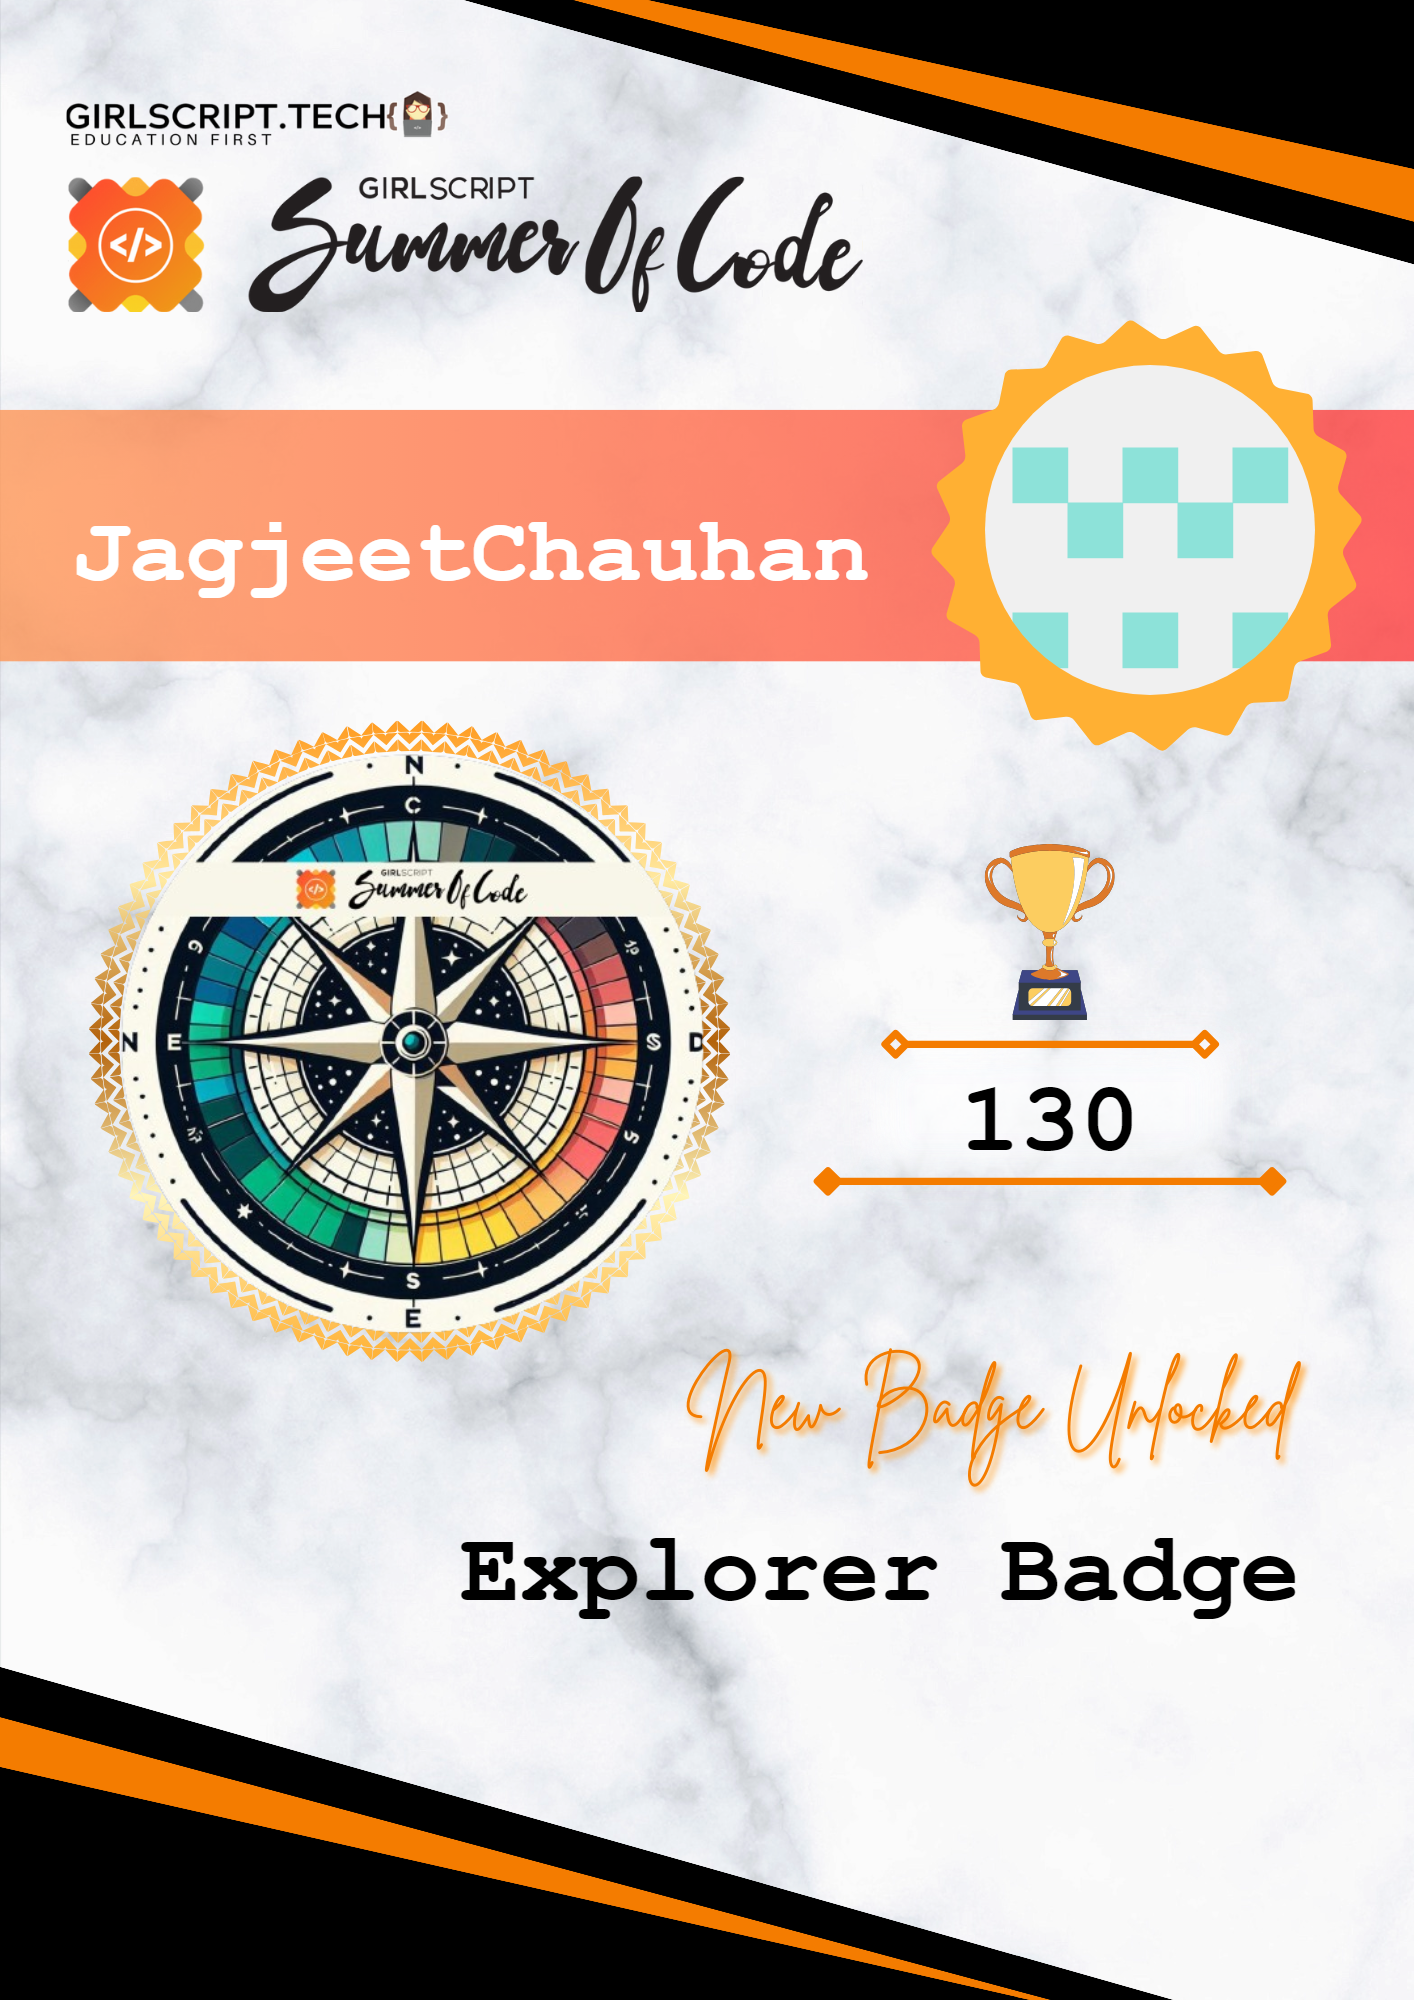 GIRLSCRIPT.TECH{ }
EDUCATION FIRST
GIRLSCRIPT
Summer Of Code
</>
JagjeetChauhan
N
C
GIRLSCRIPT
Summer Of Code
</>
N E S D
S
E
130
New Badge Unlocked
Explorer Badge